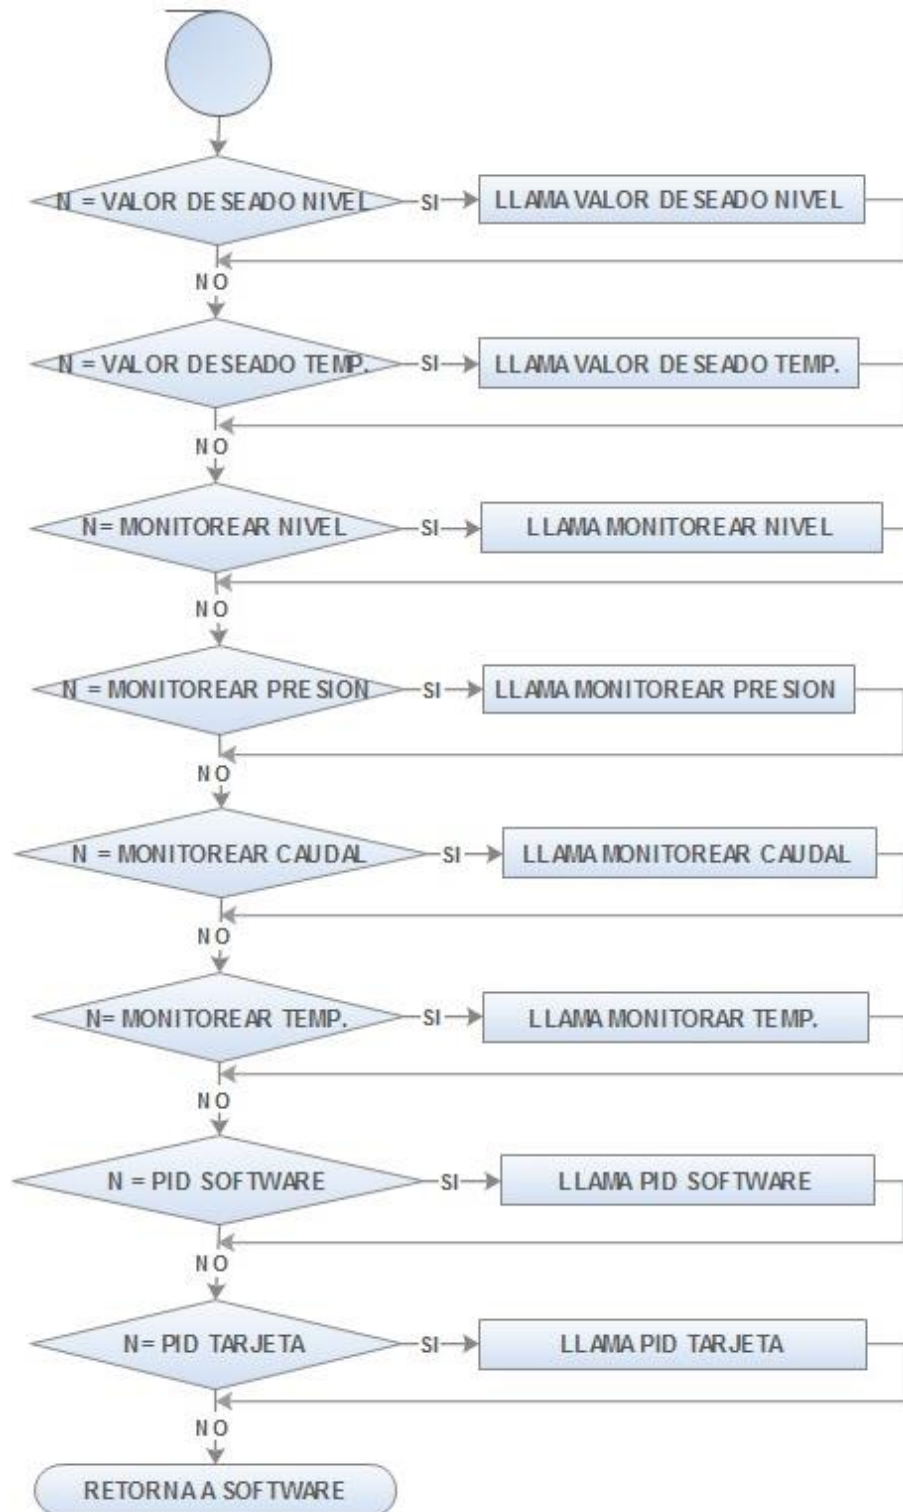 N = VALOR DESEADO NIVEL
SI
LLAMA VALOR DESEADO NIVEL
NO
N = VALOR DESEADO TEMP.
SI
LLAMA VALOR DESEADO TEMP.
NO
N= MONITOREAR NIVEL
SI
LLAMA MONITOREAR NIVEL
NO
N = MONITOREAR PRESION
SI
LLAMA MONITOREAR PRESION
NO
N = MONITOREAR CAUDAL
SI
LLAMA MONITOREAR CAUDAL
NO
N= MONITOREAR TEMP.
SI
LLAMA MONITORAR TEMP.
NO
N = PID SOFTWARE
SI
LLAMA PID SOFTWARE
NO
N= PID TARJETA
SI
LLAMA PID TARJETA
NO
RETORNA A SOFTWARE